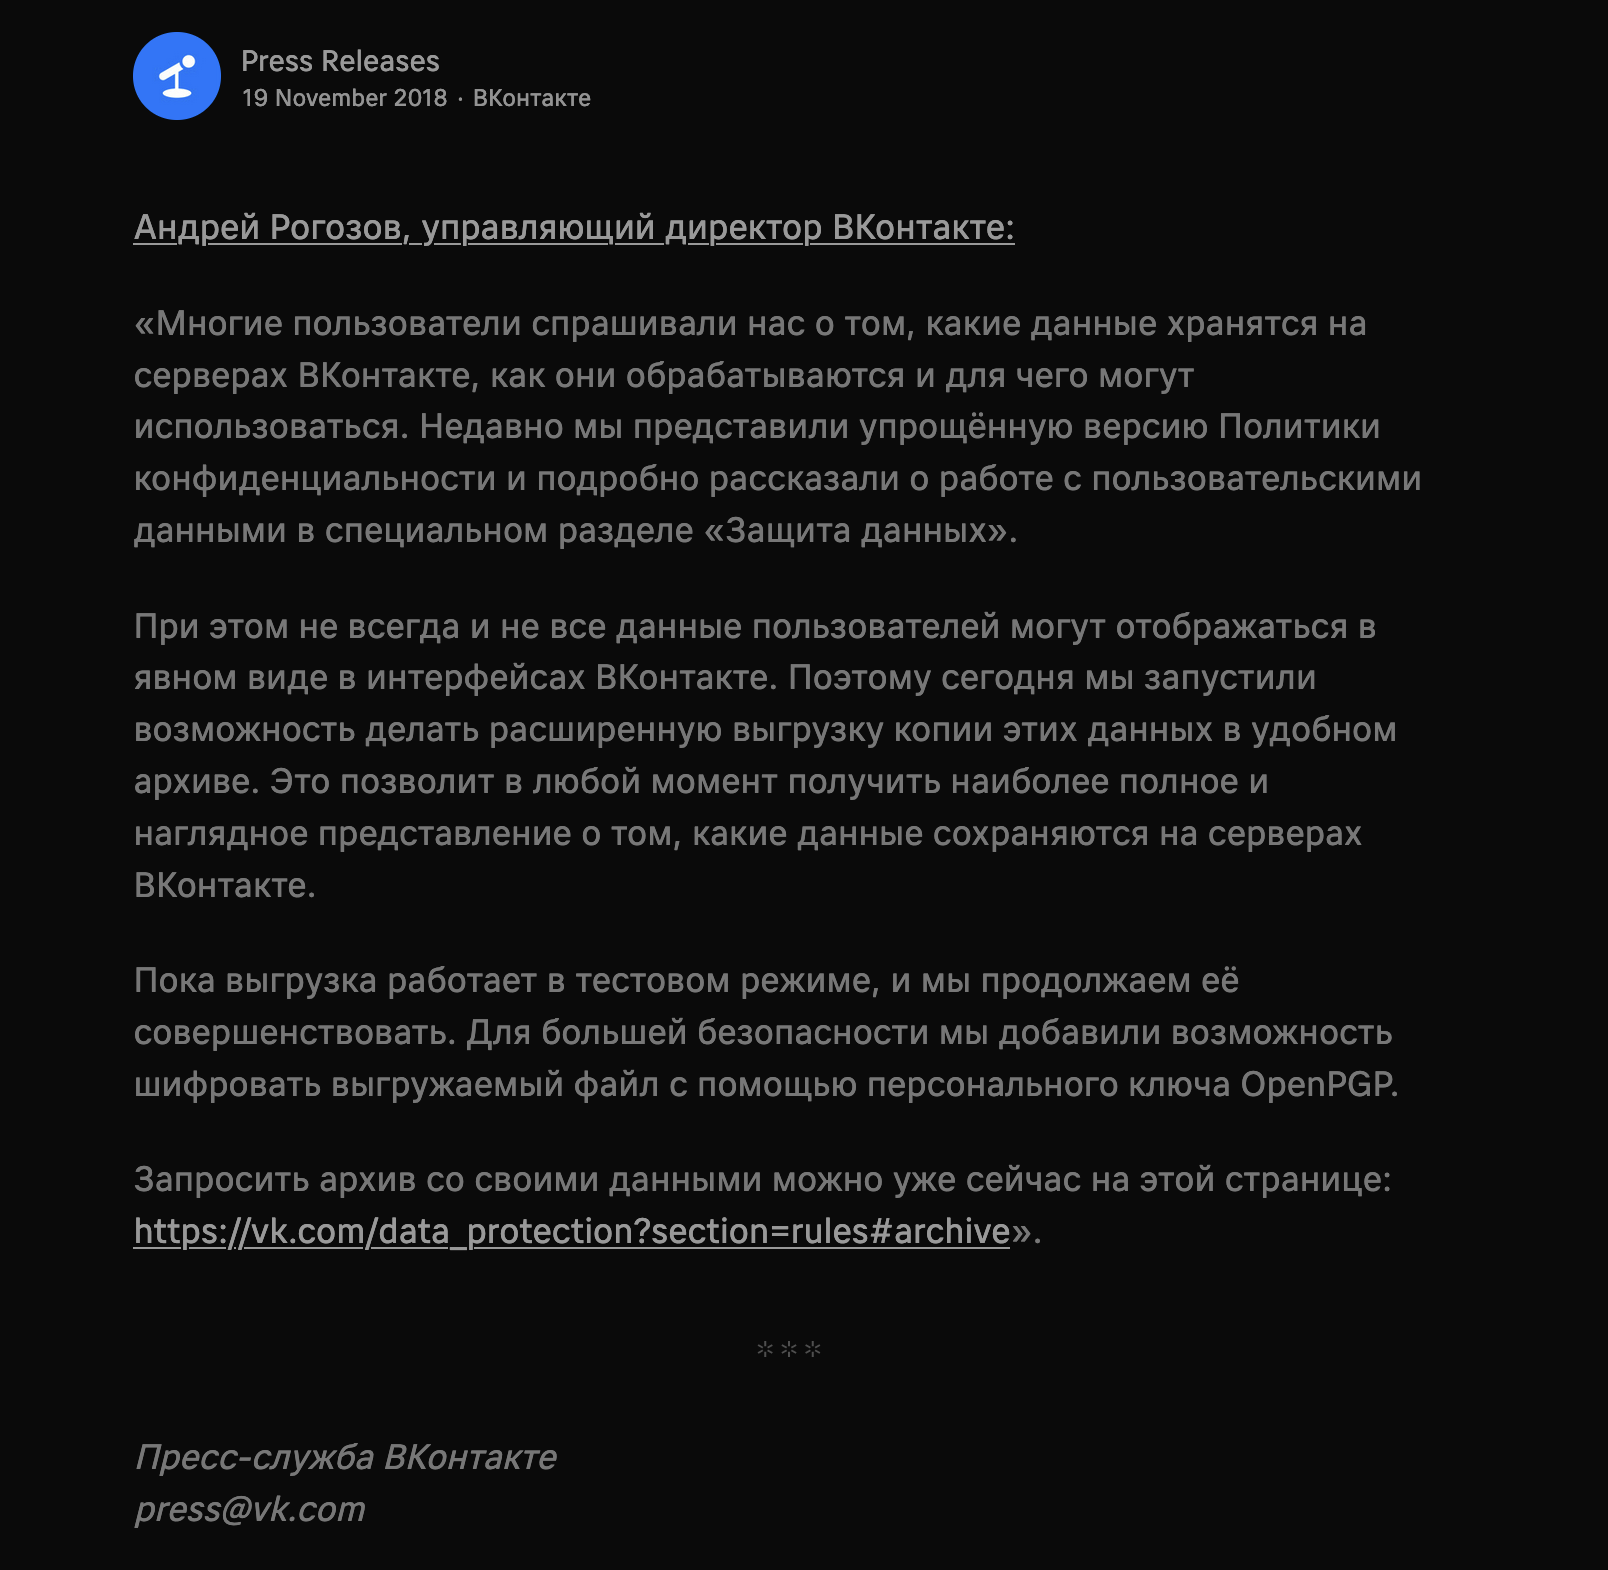 Press Releases
19 November 2018 · ВКонтакте
Андрей Рогозов, управляющий директор ВКонтакте:
«Многие пользователи спрашивали нас о том, какие данные хранятся на
серверах ВКонтакте, как они обрабатываются и для чего могут
использоваться. Недавно мы представили упрощённую версию Политики
конфиденциальности и подробно рассказали о работе с пользовательскими
данными в специальном разделе «Защита данных».
При этом не всегда и не все данные пользователей могут отображаться в
явном виде в интерфейсах ВКонтакте. Поэтому сегодня мы запустили
возможность делать расширенную выгрузку копии этих данных в удобном
архиве. Это позволит в любой момент получить наиболее полное и
наглядное представление о том, какие данные сохраняются на серверах
ВКонтакте.
Пока выгрузка работает в тестовом режиме, и мы продолжаем её
совершенствовать. Для большей безопасности мы добавили возможность
шифровать выгружаемый файл с помощью персонального ключа OpenPGP.
Запросить архив со своими данными можно уже сейчас на этой странице:
https://vk.com/data_protection?section=rules#archive».
* * *
Пресс-служба ВКонтакте
press@vk.com